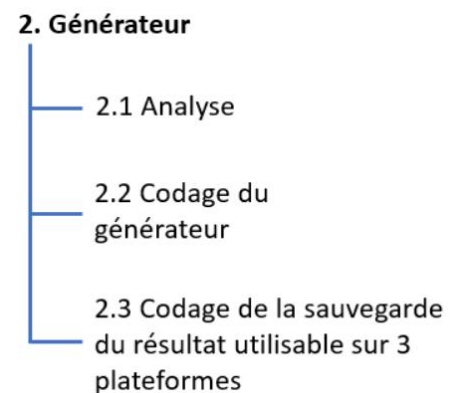 2. Générateur
2.1 Analyse
2.2 Codage du
générateur
2.3 Codage de la sauvegarde
du résultat utilisable sur 3
plateformes